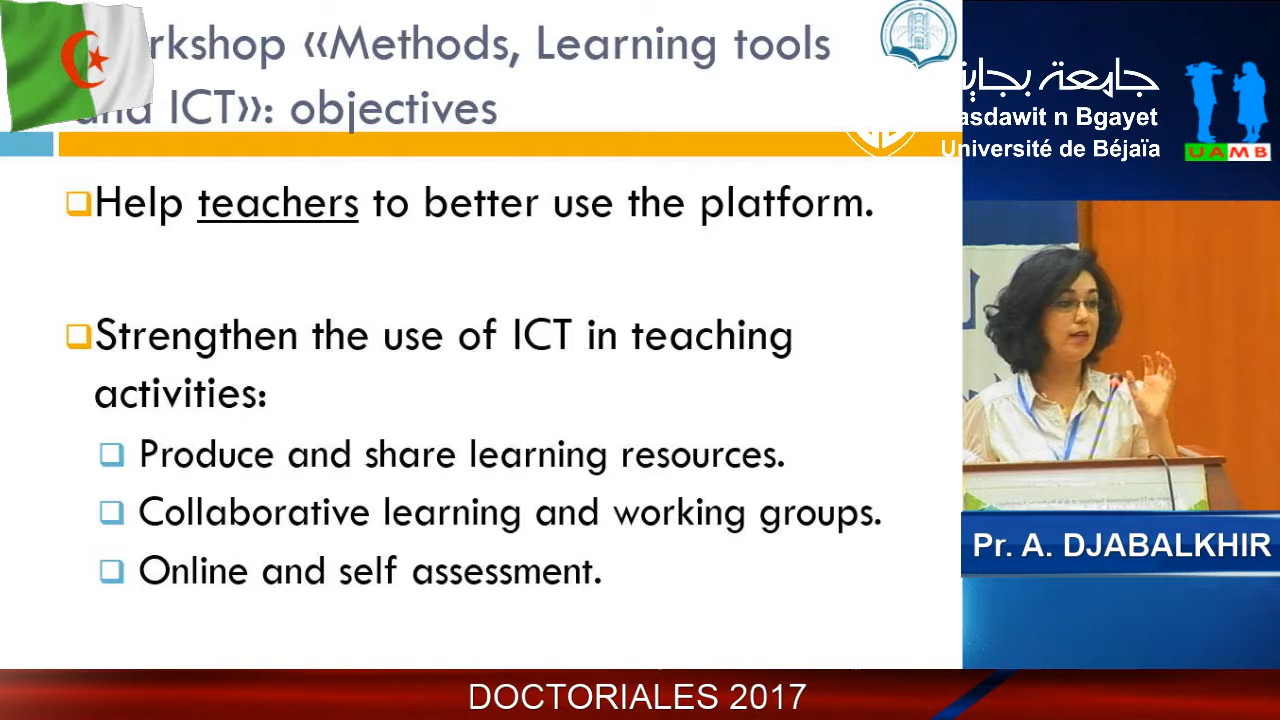 rkshop «Methods, Learning tools
and ICT»: objectives
جامعة بجاية
asdawit n Bgayet
Université de Béjaïa
UAMB
Help teachers to better use the platform.
Strengthen the use of ICT in teaching
activities:
Produce and share learning resources.
Collaborative learning and working groups.
Online and self assessment.
Pr. A. DJABALKHIR
DOCTORIALES 2017